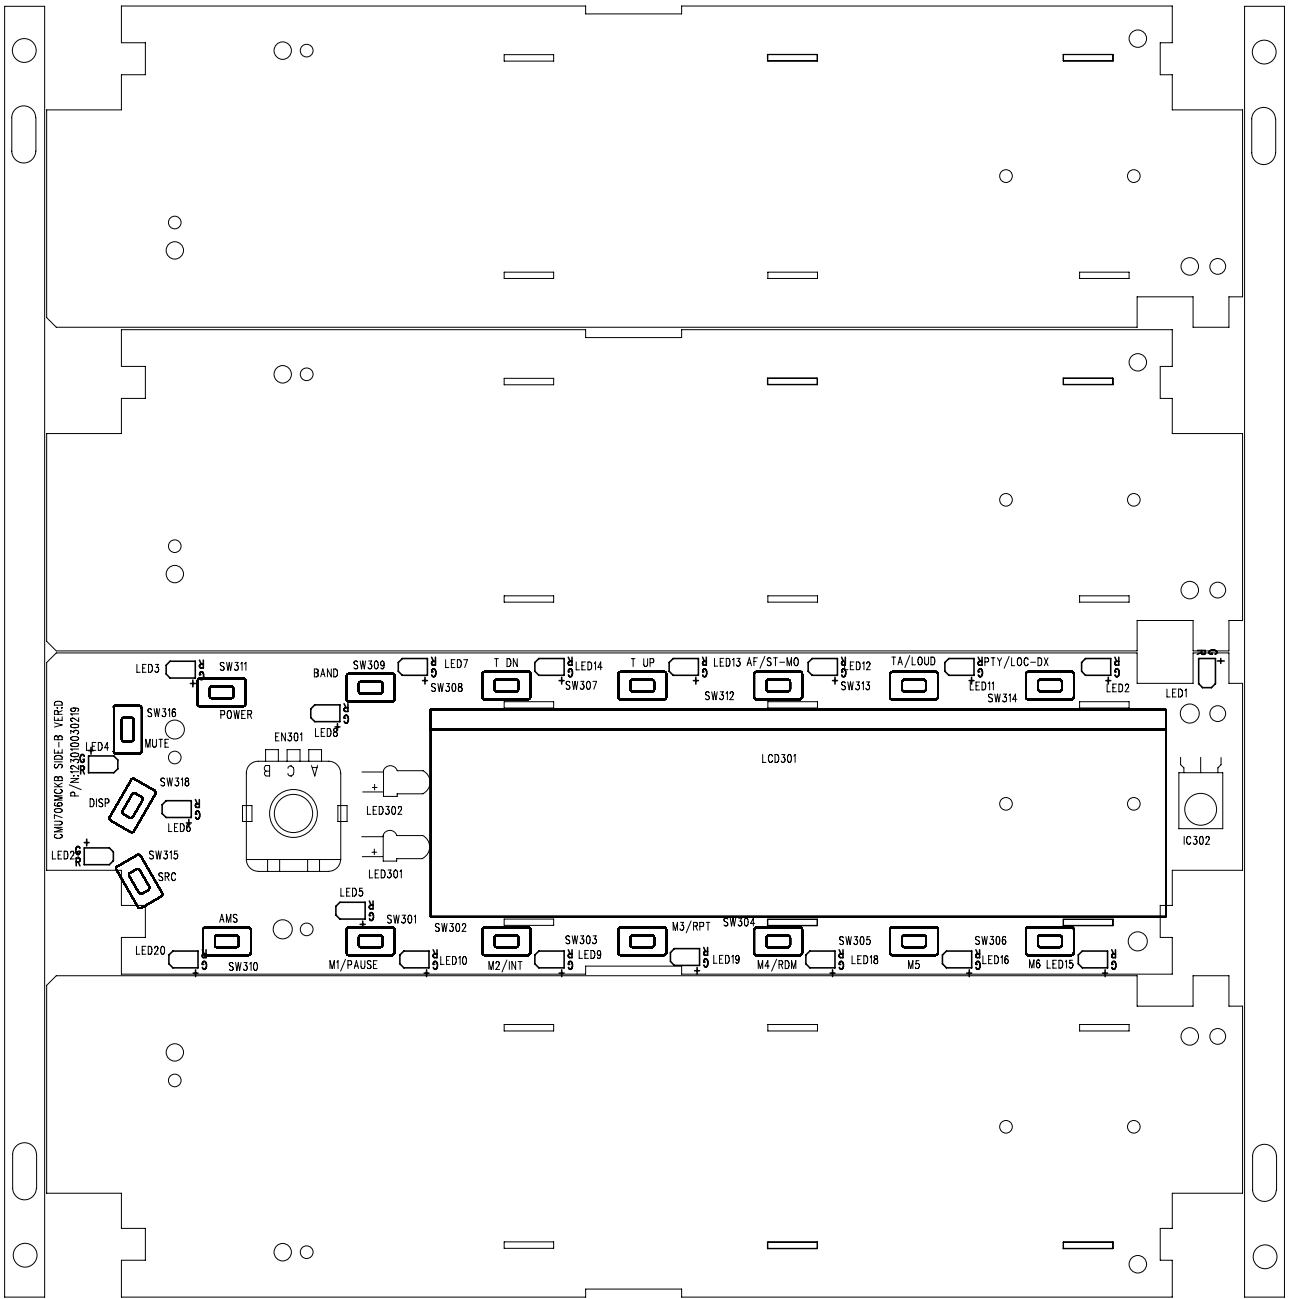 LED3
R G
+
SW311
POWER
BAND
SW309
LED7
R G
+
SW308
T DN
LED14
R G
+
SW307
T UP
R G
+
LED13
SW312
AF/ST-MO
R G
+
LED12
SW313
TA/LOUD
R G
+
LED11
PTY/LOC-DX
SW314
R G
+
LED2
G R
+
LED1
CMU706MCKB SIDE-B VER:D
P/N:1230100302 19
SW316
MUTE
LED4
G R
+
R G
+
LED8
EN301
B C A
LCD301
SW318
DISP
R G
+
LED6
+
LED302
+
LED301
IC302
LED2
G R
+
SW315
SRC
LED5
R G
+
AMS
SW301
SW302
M3/RPT
SW304
LED20
R G
+
SW310
M1/PAUSE
R G
+
LED10
M2/INT
SW303
R G
+
LED9
R G
+
LED19
M4/RDM
SW305
R G
+
LED18
M5
SW306
R G
+
LED16
M6
LED15
R G
+